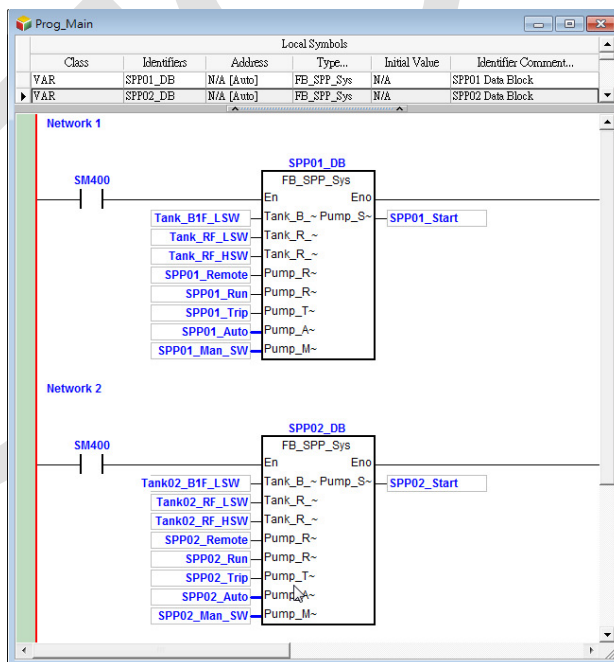 Prog_Main
Local Symbols
Class Identifiers Address Type... Initial Value Identifier Comment...
VAR SPP01_DB N/A [Auto] FB_SPP_Sys N/A SPP01 Data Block
VAR SPP02_DB N/A [Auto] FB_SPP_Sys N/A SPP02 Data Block
Network 1
SPP01_DB
SM400 FB_SPP_Sys
En Eno
Tank_B1F_LSW Tank_B_~ Pump_S~ SPP01_Start
Tank_RF_LSW Tank_R_~
Tank_RF_HSW Tank_R_~
SPP01_Remote Pump_R~
SPP01_Run Pump_R~
SPP01_Trip Pump_T~
SPP01_Auto Pump_A~
SPP01_Man_SW Pump_M~
Network 2
SPP02_DB
SM400 FB_SPP_Sys
En Eno
Tank02_B1F_LSW Tank_B_~ Pump_S~ SPP02_Start
Tank02_RF_LSW Tank_R_~
Tank02_RF_HSW Tank_R_~
SPP02_Remote Pump_R~
SPP02_Run Pump_R~
SPP02_Trip Pump_T~
SPP02_Auto Pump_A~
SPP02_Man_SW Pump_M~